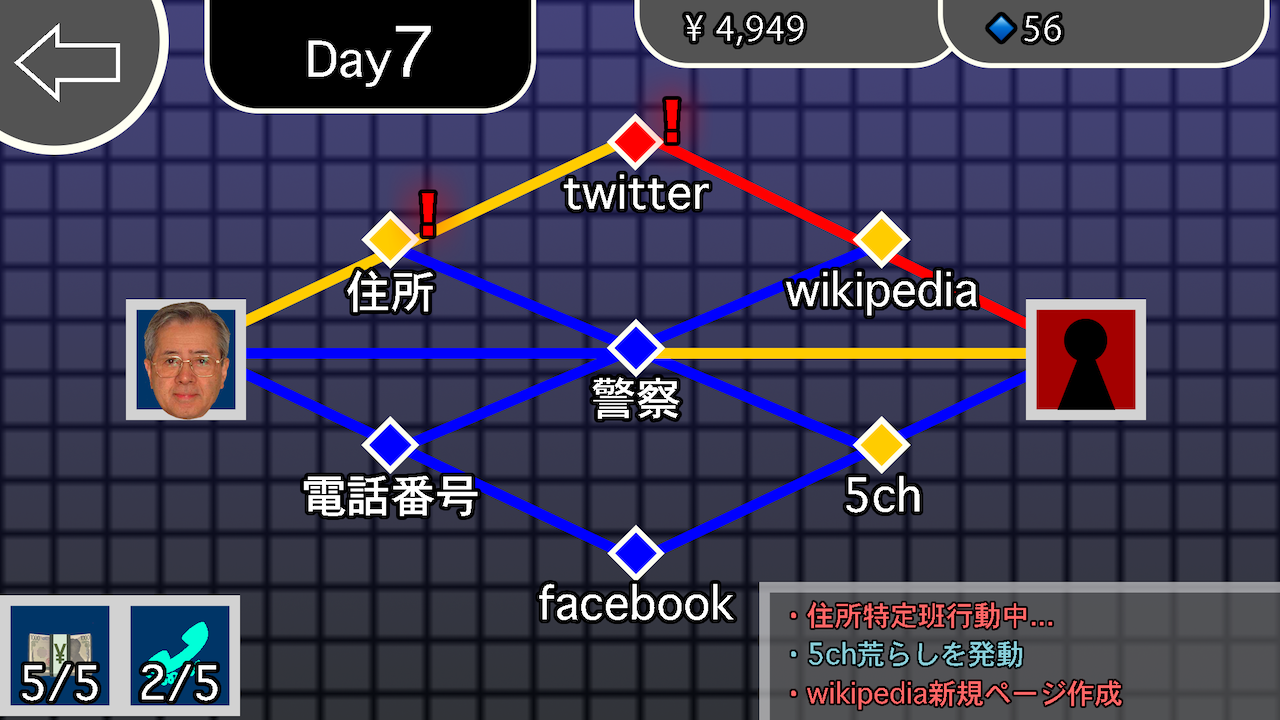 Day7
¥ 4,949
56
!
twitter
!
住所
wikipedia
警察
電話番号
5ch
facebook
5/5
2/5
・住所特定班行動中...
・5ch荒らしを発動
・wikipedia新規ページ作成